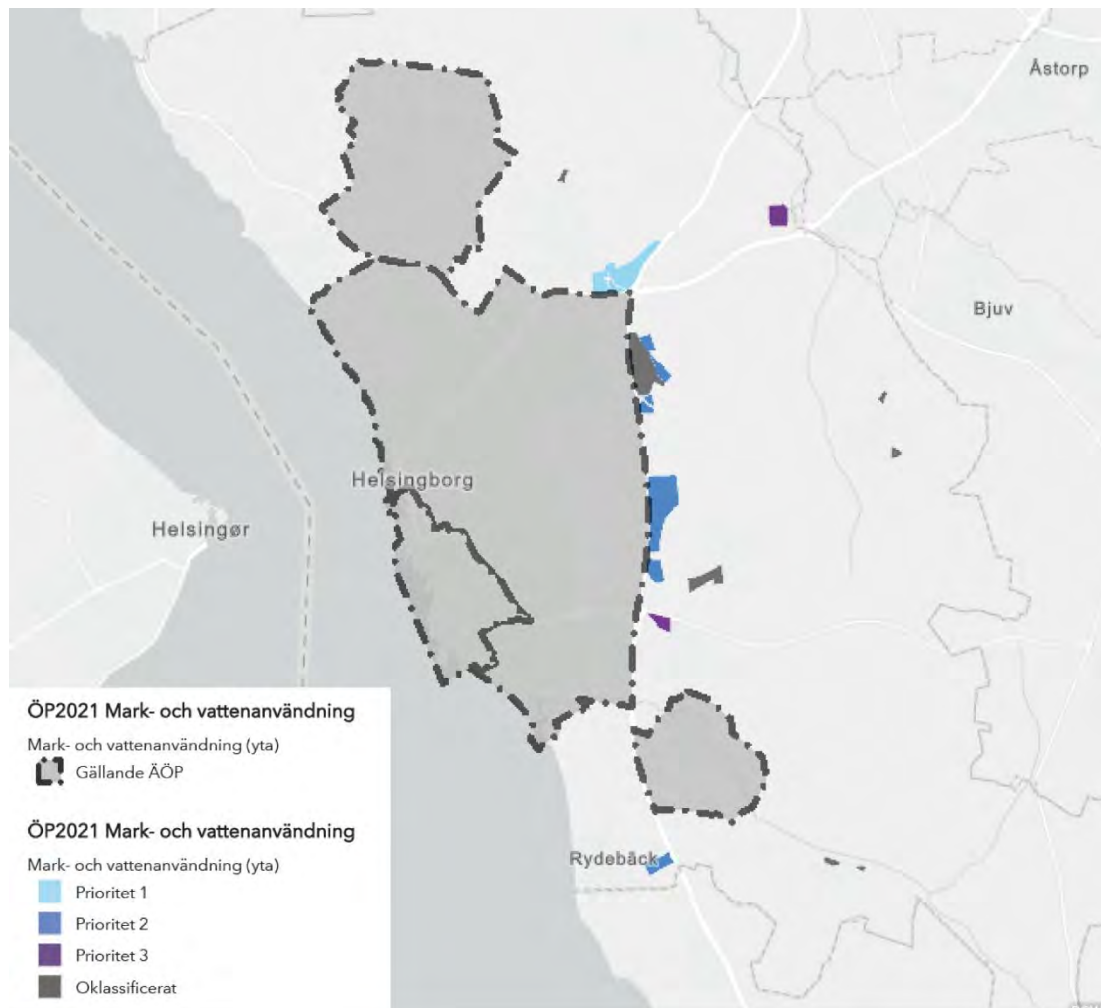 Åstorp
Bjuv
Helsingborg
Helsingør
Rydebäck
ÖP2021 Mark- och vattenanvändning
Mark- och vattenanvändning (yta)
Gällande ÄÖP
ÖP2021 Mark- och vattenanvändning
Mark- och vattenanvändning (yta)
Prioritet 1
Prioritet 2
Prioritet 3
Oklassificerat